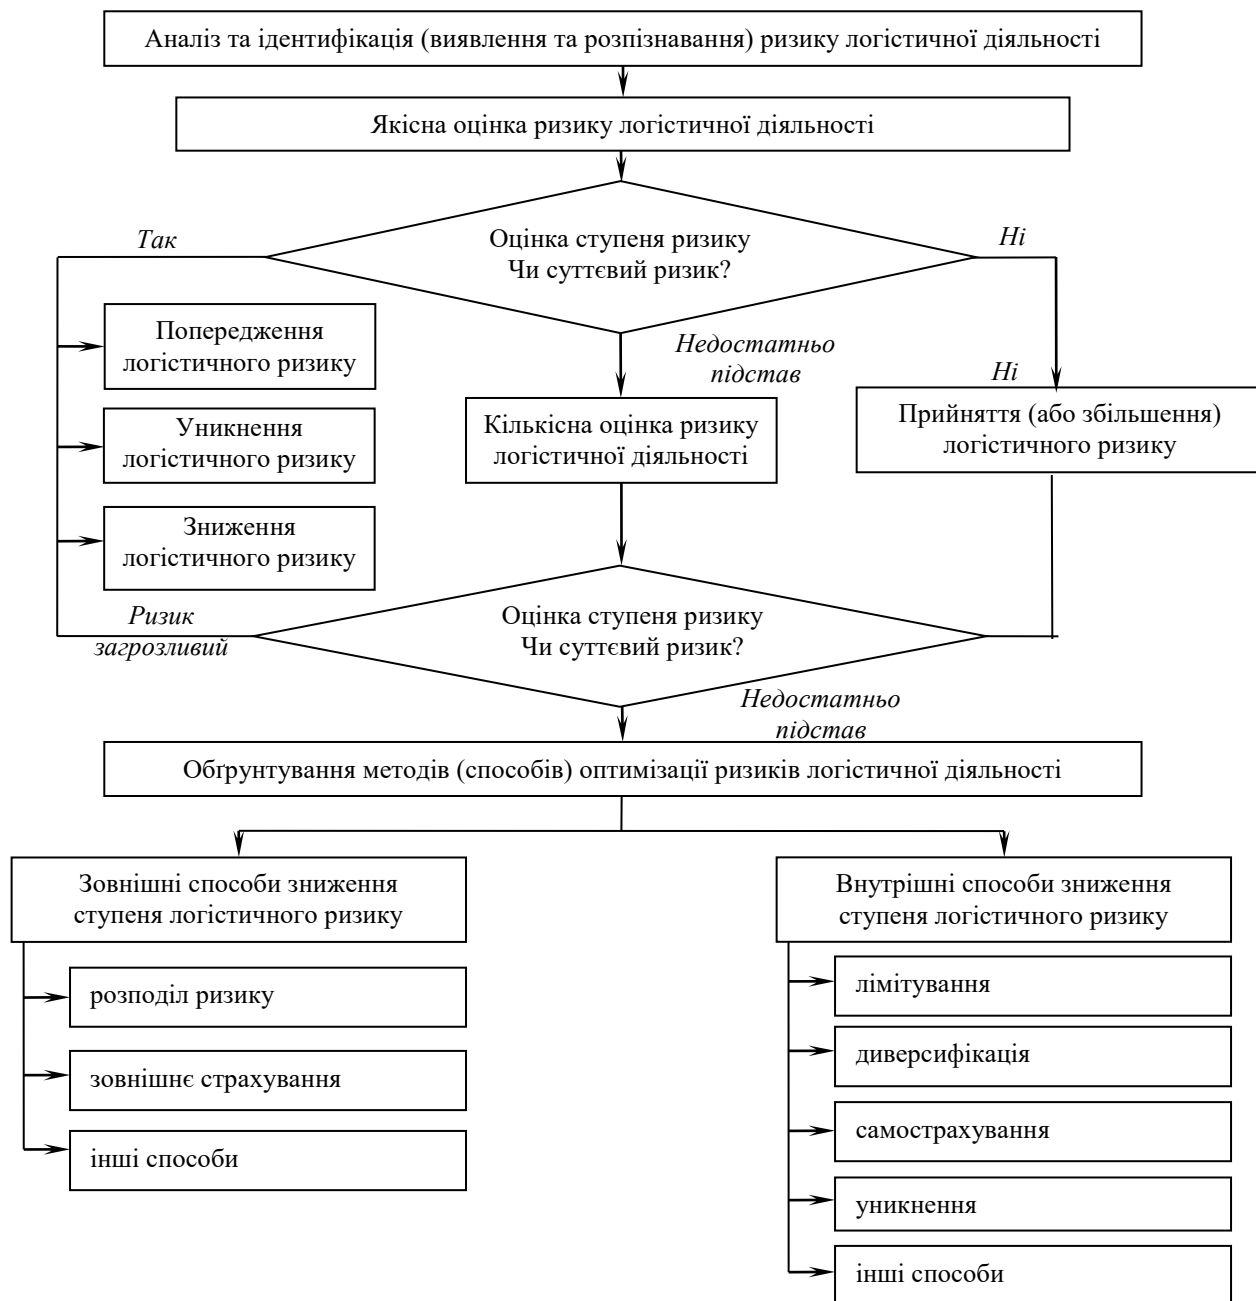 Аналіз та ідентифікація (виявлення та розпізнавання) ризику логістичної діяльності
Якісна оцінка ризику логістичної діяльності
Так
Оцінка ступеня ризику
Чи суттєвий ризик?
Ні
Попередження
логістичного ризику
Недостатньо
підстав
Ні
Уникнення
логістичного ризику
Кількісна оцінка ризику
логістичної діяльності
Прийняття (або збільшення)
логістичного ризику
Зниження
логістичного ризику
Ризик
загрозливий
Оцінка ступеня ризику
Чи суттєвий ризик?
Недостатньо
підстав
Обґрунтування методів (способів) оптимізації ризиків логістичної діяльності
Зовнішні способи зниження
ступеня логістичного ризику
розподіл ризику
зовнішнє страхування
інші способи
Внутрішні способи зниження
ступеня логістичного ризику
лімітування
диверсифікація
самострахування
уникнення
інші способи